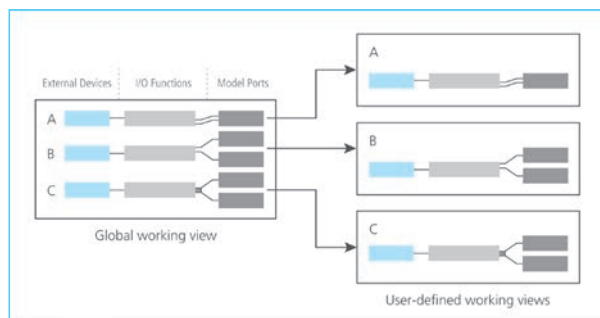 External Devices
I/O Functions
Model Ports
A
B
C
Global working view
A
B
C
User-defined working views